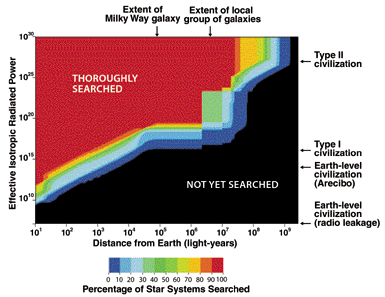 Extent of
Milky Way galaxy
Extent of local
group of galaxies
Effective Isotropic Radiated Power
10^30
10^25
10^20
10^15
10^10
THOROUGHLY
SEARCHED
NOT YET SEARCHED
Type II
civilization
Type I
civilization
Earth-level
civilization
(Arecibo)
Earth-level
civilization
(radio leakage)
10^1 10^2 10^3 10^4 10^5 10^6 10^7 10^8 10^9
Distance from Earth (light-years)
0 10 20 30 40 50 60 70 80 90 100
Percentage of Star Systems Searched